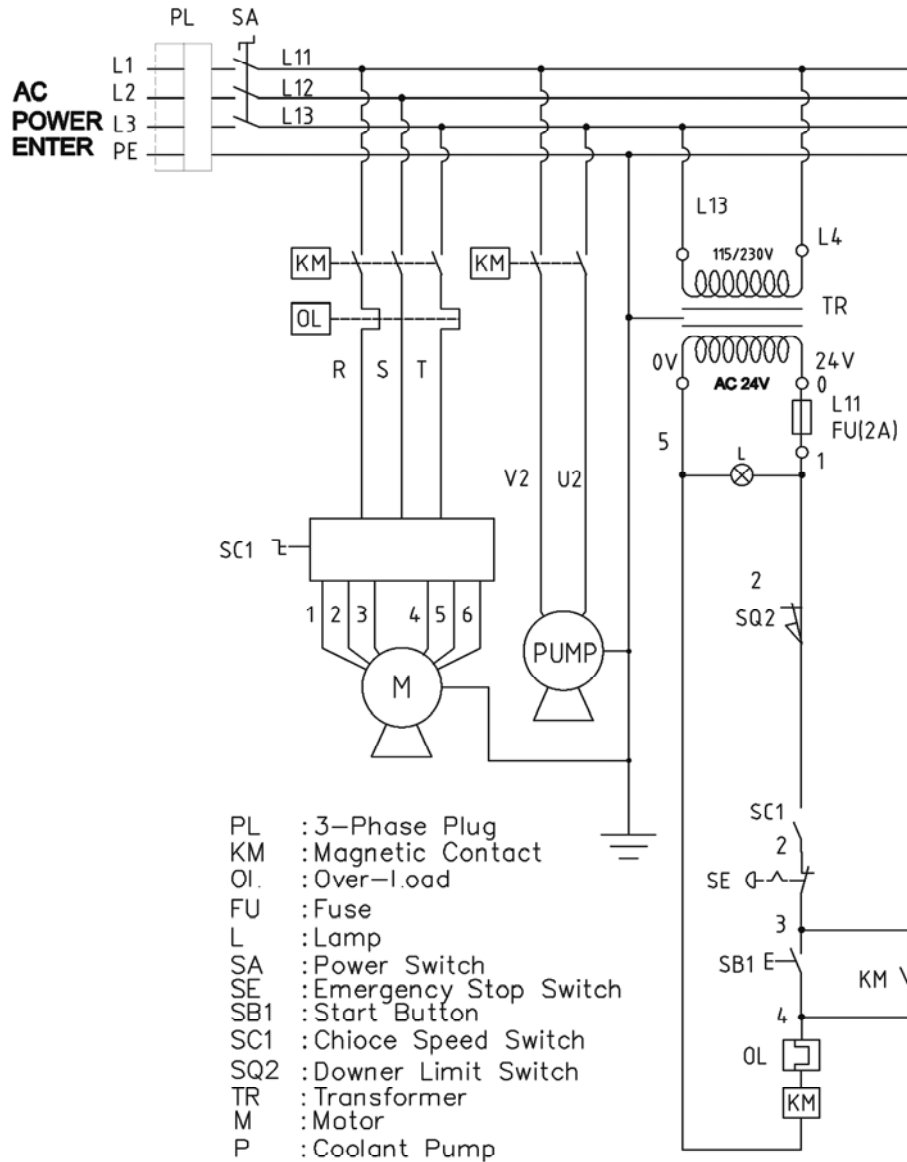 PL SA
L1 L11
L2 L12
L3 L13
PE
AC
POWER
ENTER
L13
L4
KM KM 115/230V
TR
OL
R S T
0V 24V
AC 24V 0
L11
FU(2A)
5
L 1
V2 U2
SC1
2
1 2 3 4 5 6
SQ2
PUMP
M
SC1
2
SE
3
SB1 E
KM
4
OL
KM
PL :3-Phase Plug
KM :Magnetic Contact
OL :Over-Load
FU :Fuse
L :Lamp
SA :Power Switch
SE :Emergency Stop Switch
SB1 :Start Button
SC1 :Chioce Speed Switch
SQ2 :Downer Limit Switch
TR :Transformer
M :Motor
P :Coolant Pump